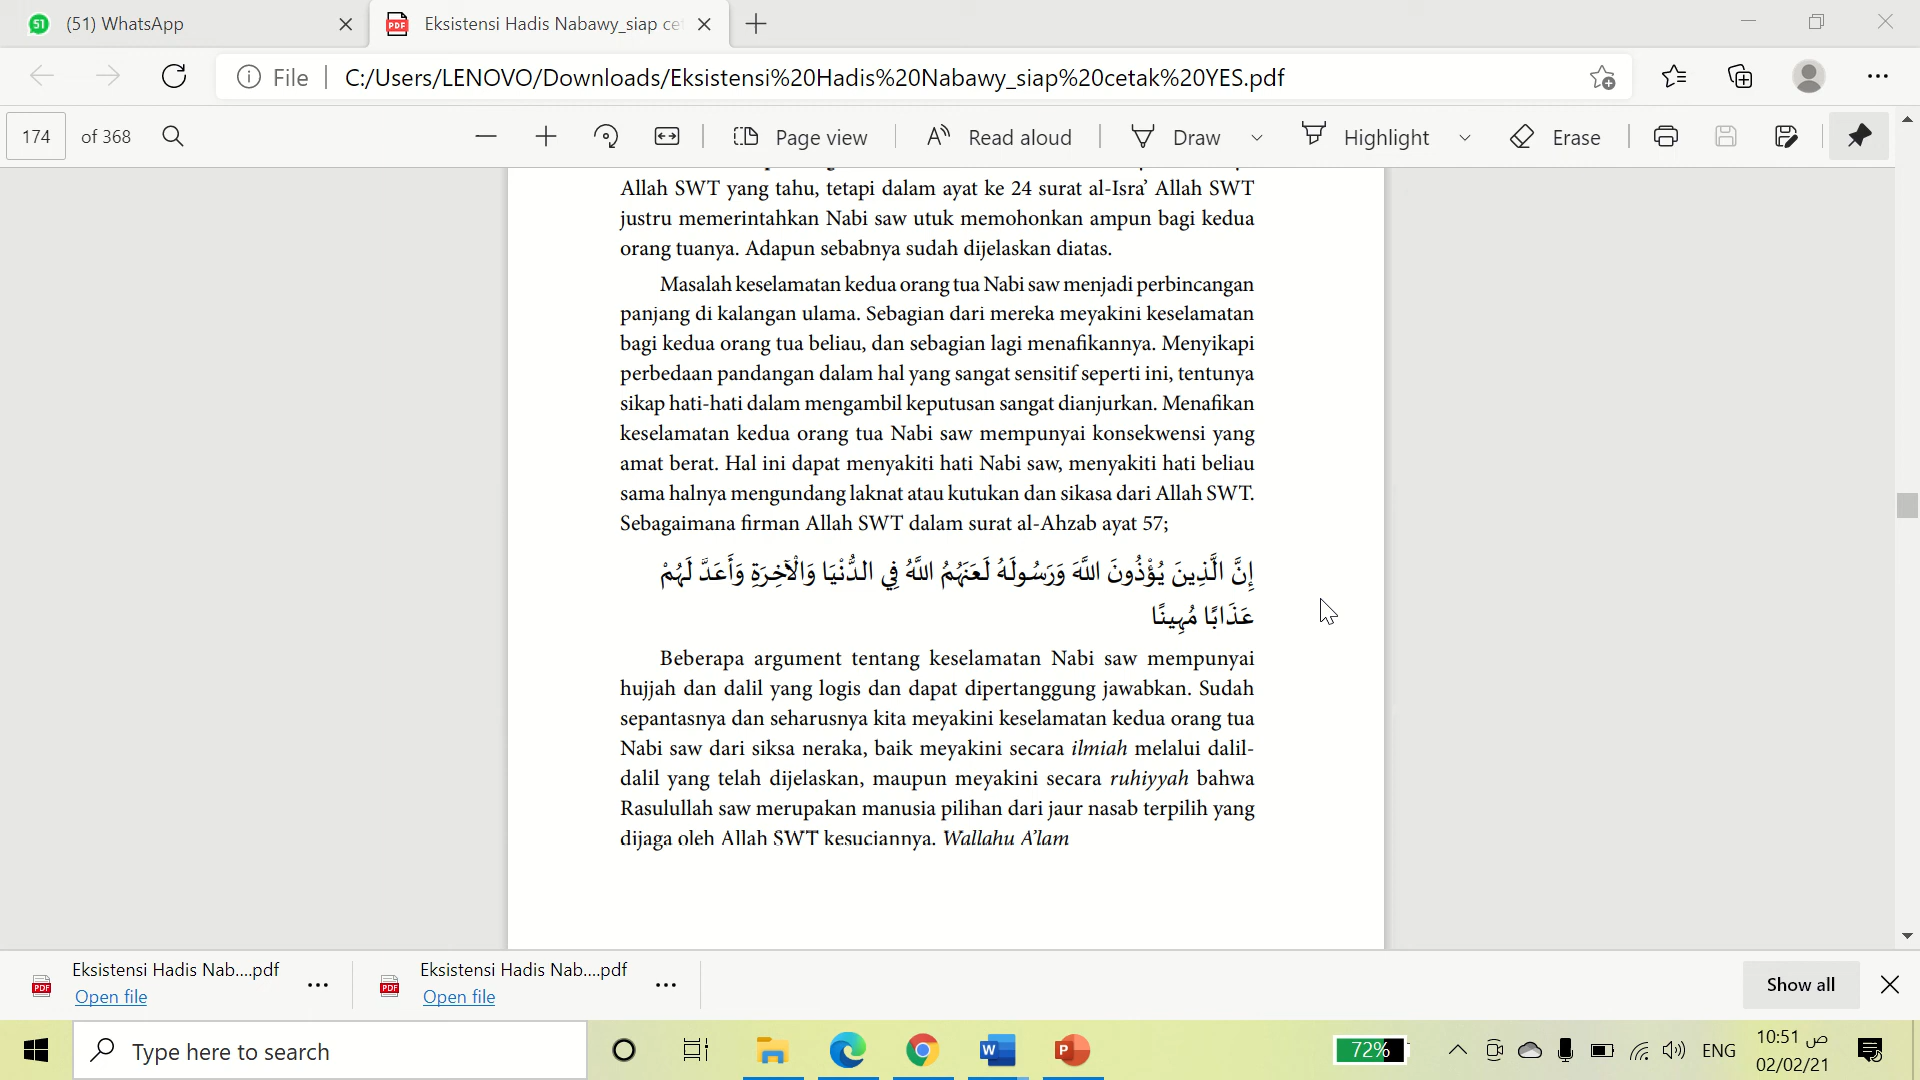 (51) WhatsApp
Eksistensi Hadis Nabawy_siap ce
File
C:/Users/LENOVO/Downloads/Eksistensi%20Hadis%20Nabawy_siap%20cetak%20YES.pdf
174 of 368
Page view
Read aloud
Draw
Highlight
Erase
Allah SWT yang tahu, tetapi dalam ayat ke 24 surat al-Isra’ Allah SWT
justru memerintahkan Nabi saw utuk memohonkan ampun bagi kedua
orang tuanya. Adapun sebabnya sudah dijelaskan diatas.
Masalah keselamatan kedua orang tua Nabi saw menjadi perbincangan
panjang di kalangan ulama. Sebagian dari mereka meyakini keselamatan
bagi kedua orang tua beliau, dan sebagian lagi menafikannya. Menyikapi
perbedaan pandangan dalam hal yang sangat sensitif seperti ini, tentunya
sikap hati-hati dalam mengambil keputusan sangat dianjurkan. Menafikan
keselamatan kedua orang tua Nabi saw mempunyai konsekwensi yang
amat berat. Hal ini dapat menyakiti hati Nabi saw, menyakiti hati beliau
sama halnya mengundang laknat atau kutukan dan sikasa dari Allah SWT.
Sebagaimana firman Allah SWT dalam surat al-Ahzab ayat 57;
إِنَّ الَّذِينَ يُؤْذُونَ اللَّهَ وَرَسُولَهُ لَعَنَهُمُ اللَّهُ فِي الدُّنْيَا وَالْآخِرَةِ وَأَعَدَّ لَهُمْ
عَذَابًا مُهِينًا
Beberapa argument tentang keselamatan Nabi saw mempunyai
hujjah dan dalil yang logis dan dapat dipertanggung jawabkan. Sudah
sepantasnya dan seharusnya kita meyakini keselamatan kedua orang tua
Nabi saw dari siksa neraka, baik meyakini secara ilmiah melalui dalil-
dalil yang telah dijelaskan, maupun meyakini secara ruhiyyah bahwa
Rasulullah saw merupakan manusia pilihan dari jaur nasab terpilih yang
dijaga oleh Allah SWT kesuciannya. Wallahu A’lam
Eksistensi Hadis Nab....pdf
Open file
Eksistensi Hadis Nab....pdf
Open file
Show all
Type here to search
72%
ENG
10:51 ص
02/02/21